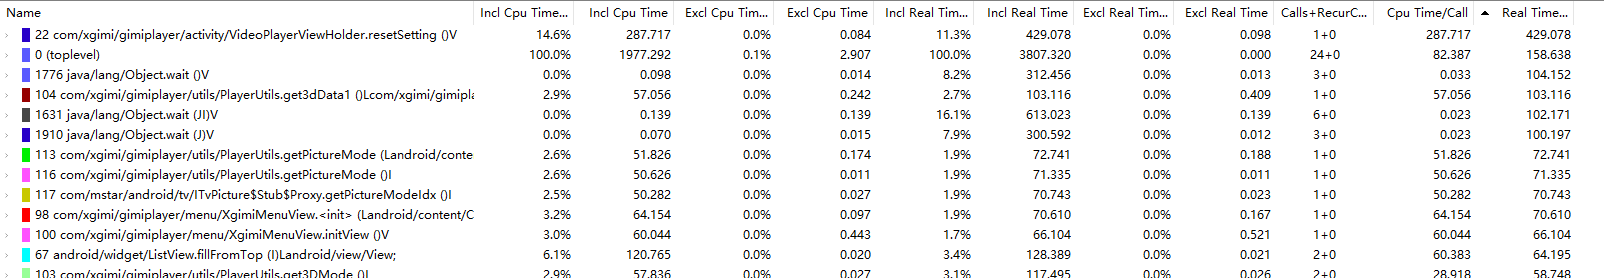 Name Incl Cpu Time... Incl Cpu Time Excl Cpu Tim... Excl Cpu Time Incl Real Time... Incl Real Time Excl Real Tim... Excl Real Time Calls+RecurC... Cpu Time/Call Real Time...
22 com/xgimi/gimiplayer/activity/VideoPlayerViewHolder.resetSetting ()V 14.6% 287.717 0.0% 0.084 11.3% 429.078 0.0% 0.098 1+0 287.717 429.078
0 (toplevel) 100.0% 1977.292 0.1% 2.907 100.0% 3807.320 0.0% 0.000 24+0 82.387 158.638
1776 java/lang/Object.wait ()V 0.0% 0.098 0.0% 0.014 8.2% 312.456 0.0% 0.013 3+0 0.033 104.152
104 com/xgimi/gimiplayer/utils/PlayerUtils.get3dData1 ()Lcom/xgimi/gimipla 2.9% 57.056 0.0% 0.242 2.7% 103.116 0.0% 0.409 1+0 57.056 103.116
1631 java/lang/Object.wait (JI)V 0.0% 0.139 0.0% 0.139 16.1% 613.023 0.0% 0.139 6+0 0.023 102.171
1910 java/lang/Object.wait (J)V 0.0% 0.070 0.0% 0.015 7.9% 300.592 0.0% 0.012 3+0 0.023 100.197
113 com/xgimi/gimiplayer/utils/PlayerUtils.getPictureMode (Landroid/conte 2.6% 51.826 0.0% 0.174 1.9% 72.741 0.0% 0.188 1+0 51.826 72.741
116 com/xgimi/gimiplayer/utils/PlayerUtils.getPictureMode ()I 2.6% 50.626 0.0% 0.011 1.9% 71.335 0.0% 0.011 1+0 50.626 71.335
117 com/mstar/android/tv/ITvPicture$Stub$Proxy.getPictureModeIdx ()I 2.5% 50.282 0.0% 0.027 1.9% 70.743 0.0% 0.023 1+0 50.282 70.743
98 com/xgimi/gimiplayer/menu/XgimiMenuView.<init> (Landroid/content/C 3.2% 64.154 0.0% 0.097 1.9% 70.610 0.0% 0.167 1+0 64.154 70.610
100 com/xgimi/gimiplayer/menu/XgimiMenuView.initView ()V 3.0% 60.044 0.0% 0.443 1.7% 66.104 0.0% 0.521 1+0 60.044 66.104
67 android/widget/ListView.fillFromTop (I)Landroid/view/View; 6.1% 120.765 0.0% 0.020 3.4% 128.389 0.0% 0.021 2+0 60.383 64.195
103 com/xgimi/gimiplayer/utils/PlayerUtils.get3DMode ()I 2.9% 57.836 0.0% 0.027 3.1% 117.495 0.0% 0.026 2+0 28.918 58.748